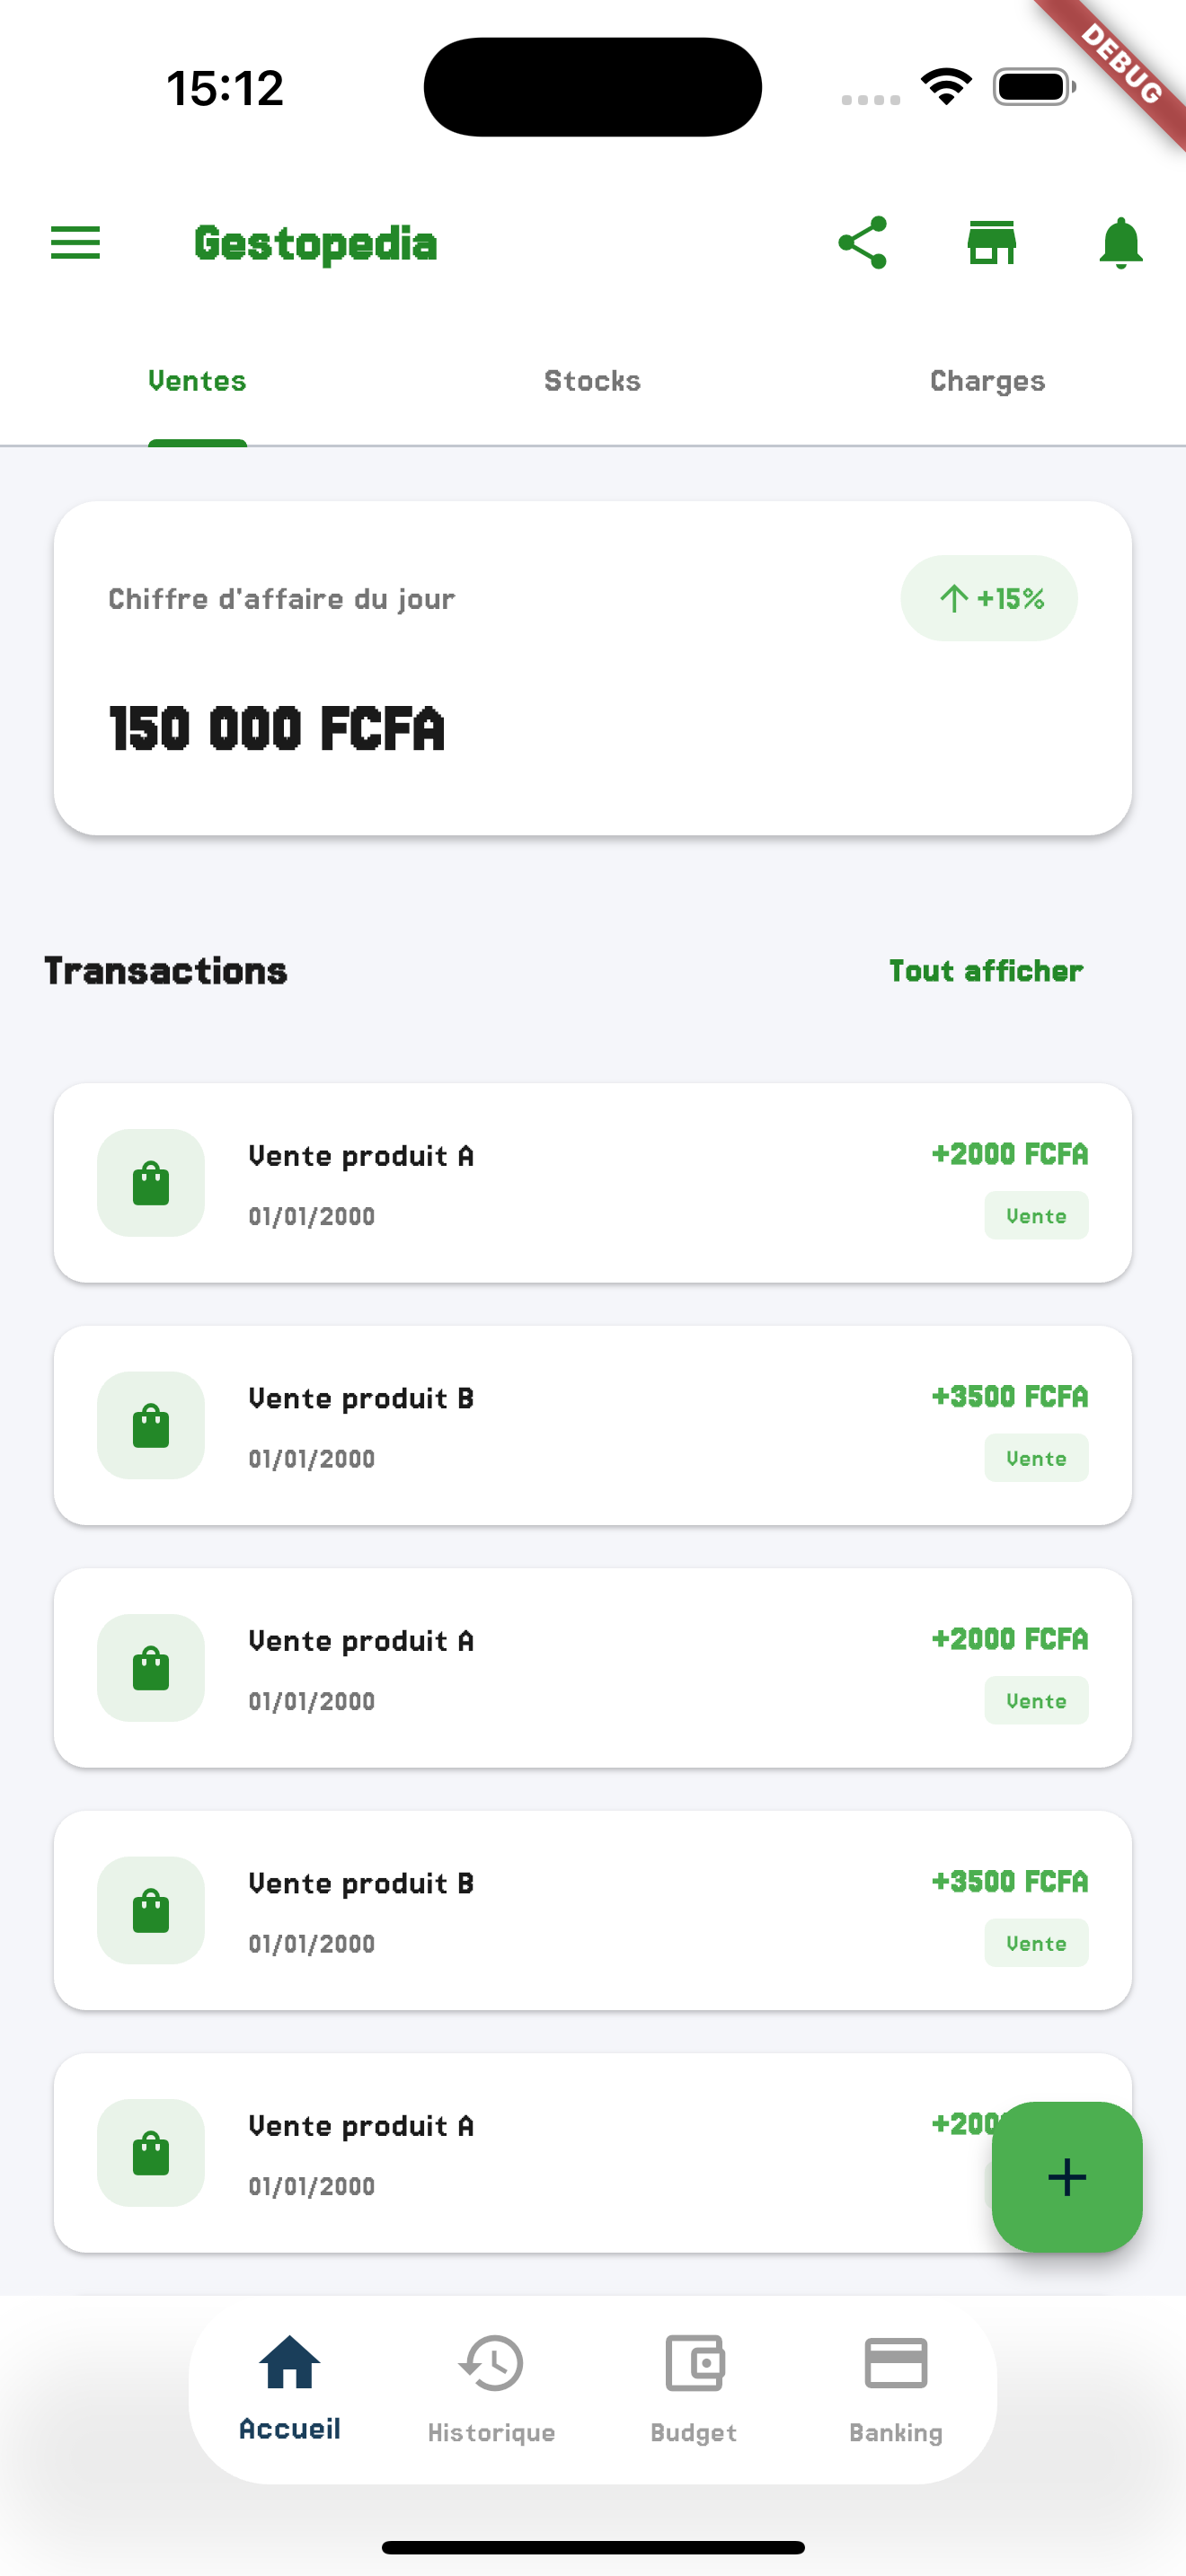 15:12
DEBUG
Gestopedia
Ventes Stocks Charges
Chiffre d'affaire du jour
+15%
150 000 FCFA
Transactions
Tout afficher
Vente produit A
+2000 FCFA
01/01/2000
Vente
Vente produit B
+3500 FCFA
01/01/2000
Vente
Vente produit A
+2000 FCFA
01/01/2000
Vente
Vente produit B
+3500 FCFA
01/01/2000
Vente
Vente produit A
+200
01/01/2000
Accueil Historique Budget Banking